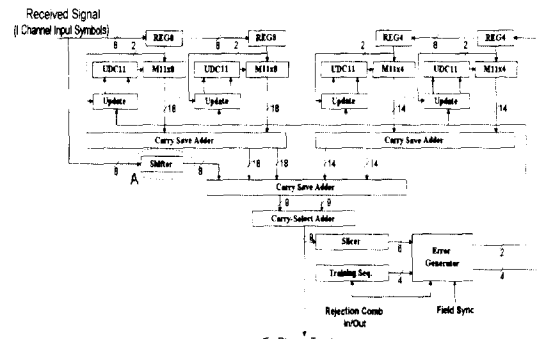 Received Signal
(I Channel Input Symbols)
REG8 REG8 REG4 REG4
8 2 8 2 2 8 2
UDC11 M11x8 UDC11 M11x8 UDC11 M11x4 UDC11 M11x4
Update Update Update Update
18 18 14 14
Carry Save Adder Carry Save Adder
18 18 14 14
8 Shifter 8
A
Carry Save Adder
9 9
Carry-Select Adder
Slicer 6 Error Generator 2
Training Seq. 4 4
Rejection Comb In/Out
Field Sync